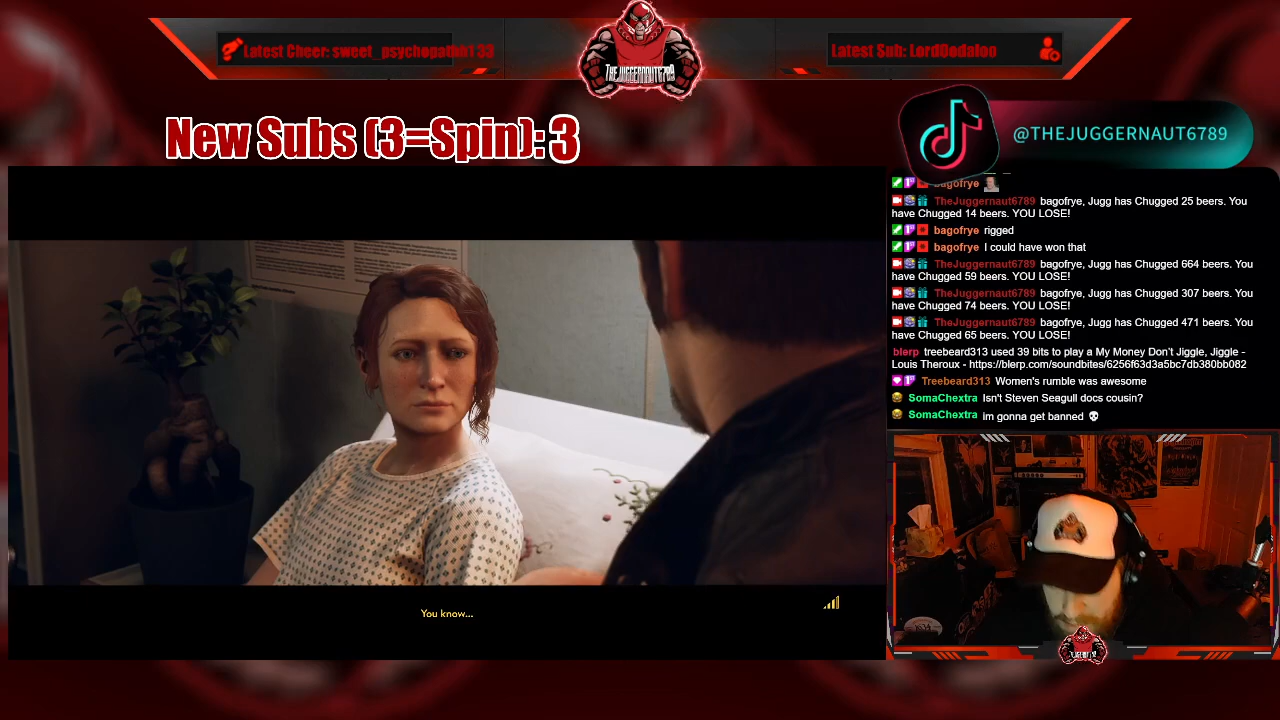 Latest Cheer: sweet_psychopathh133
THEJUGGERNAUT6789
Latest Sub: LordOodaloo
New Subs (3=Spin): 3
@THEJUGGERNAUT6789
bagofrye
TheJuggernaut6789 bagofrye, Jugg has Chugged 25 beers. You
have Chugged 14 beers. YOU LOSE!
bagofrye rigged
bagofrye I could have won that
TheJuggernaut6789 bagofrye, Jugg has Chugged 664 beers. You
have Chugged 59 beers. YOU LOSE!
TheJuggernaut6789 bagofrye, Jugg has Chugged 307 beers. You
have Chugged 74 beers. YOU LOSE!
TheJuggernaut6789 bagofrye, Jugg has Chugged 471 beers. You
have Chugged 65 beers. YOU LOSE!
blerp treebeard313 used 39 bits to play a My Money Don't Jiggle, Jiggle -
Louis Theroux - https://blerp.com/soundbites/6256f63d3a5bc7db380bb082
Treebeard313 Women's rumble was awesome
SomaChextra Isn't Steven Seagull docs cousin?
SomaChextra im gonna get banned 💀
You know...